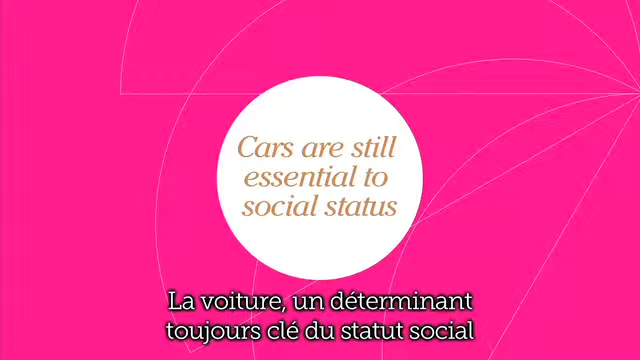 Cars are still
essential to
social status
La voiture, un déterminant
toujours clé du statut social